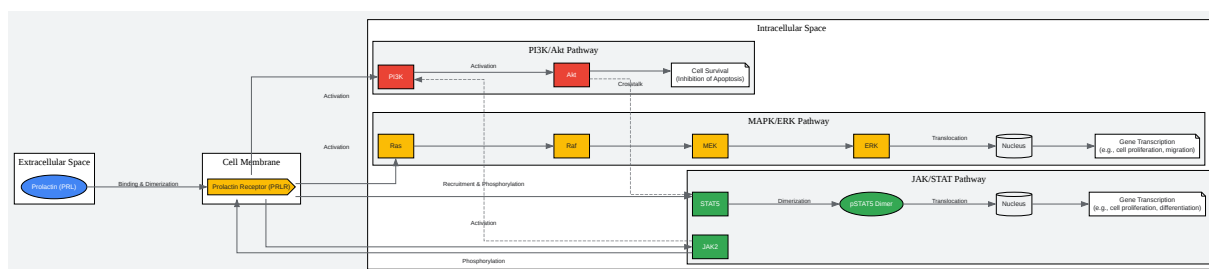 Intracellular Space
PI3K/Akt Pathway
PI3K
Activation
Akt
Cell Survival
(Inhibition of Apoptosis)
Crosstalk
Activation
MAPK/ERK Pathway
Activation
Ras
Raf
MEK
ERK
Translocation
Nucleus
Gene Transcription
(e.g., cell proliferation, migration)
Extracellular Space
Prolactin (PRL)
Binding & Dimerization
Cell Membrane
Prolactin Receptor (PRLR)
Recruitment & Phosphorylation
JAK/STAT Pathway
STAT5
Dimerization
pSTAT5 Dimer
Translocation
Nucleus
Gene Transcription
(e.g., cell proliferation, differentiation)
Activation
JAK2
Phosphorylation